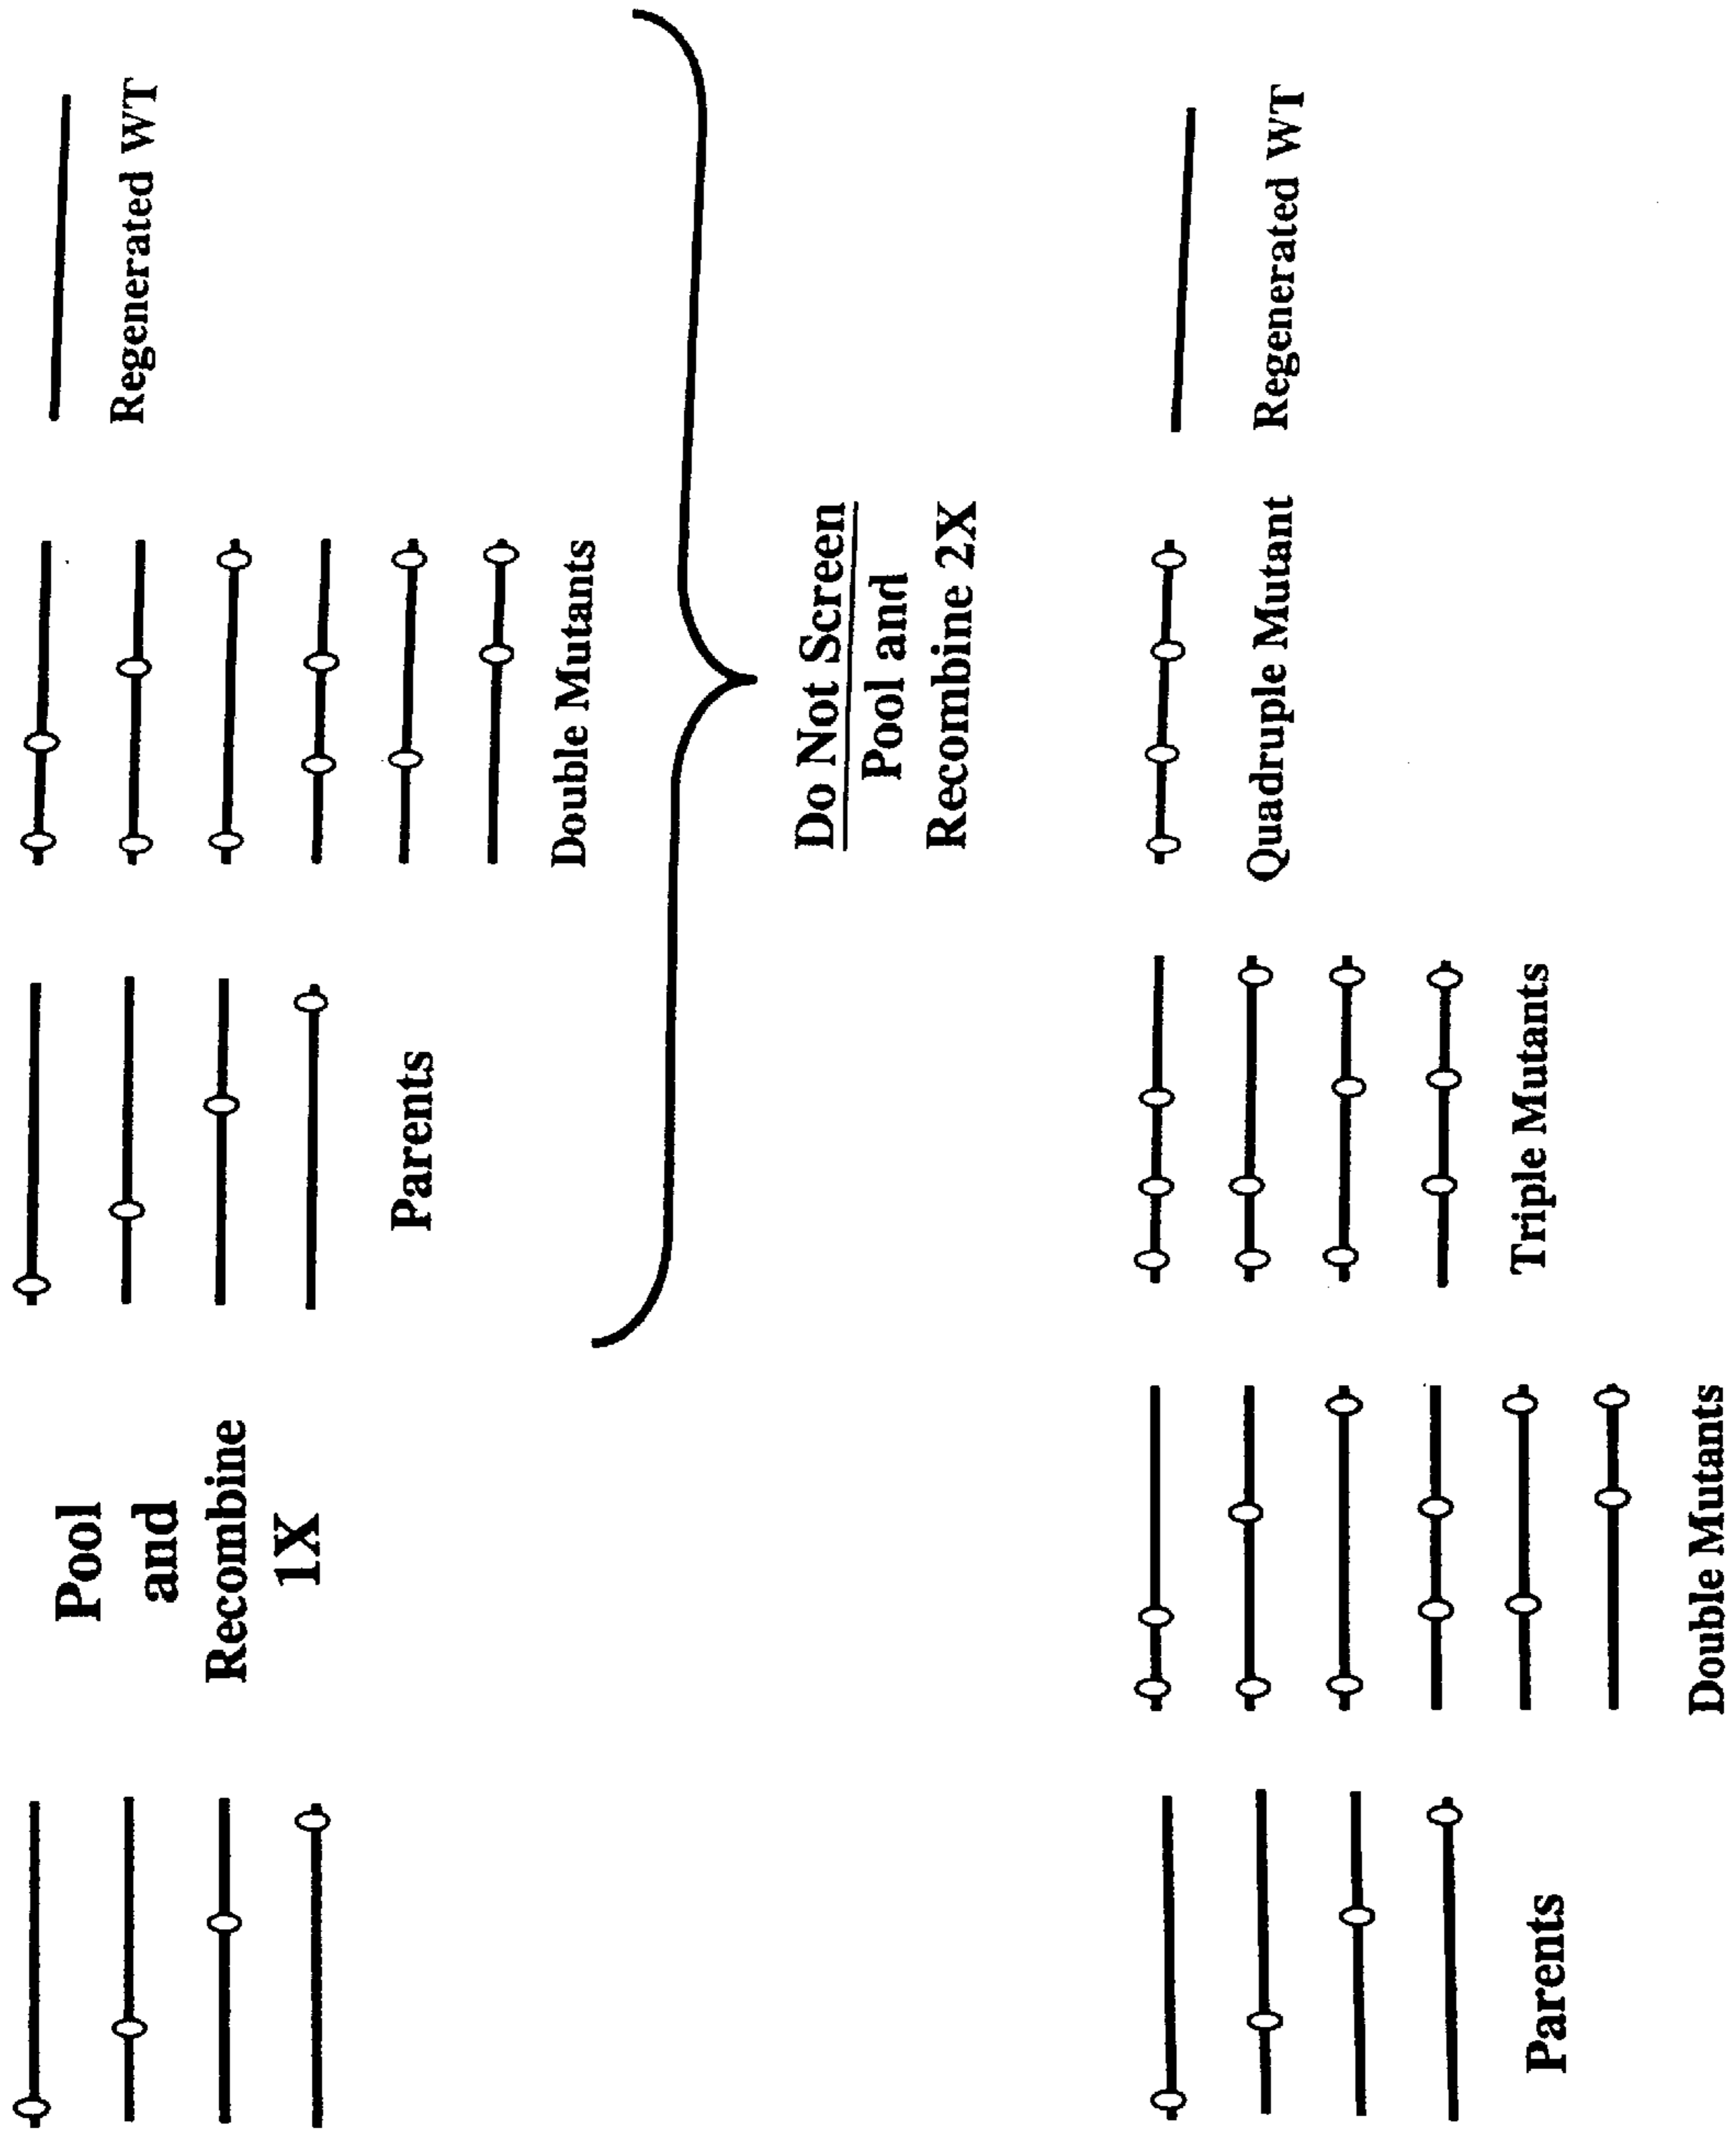 Pool
and
Recombine
1X
Parents
Double Mutants
Regenerated WT
Do Not Screen
Pool and
Recombine 2X
Parents
Double Mutants
Triple Mutants
Quadruple Mutant
Regenerated WT